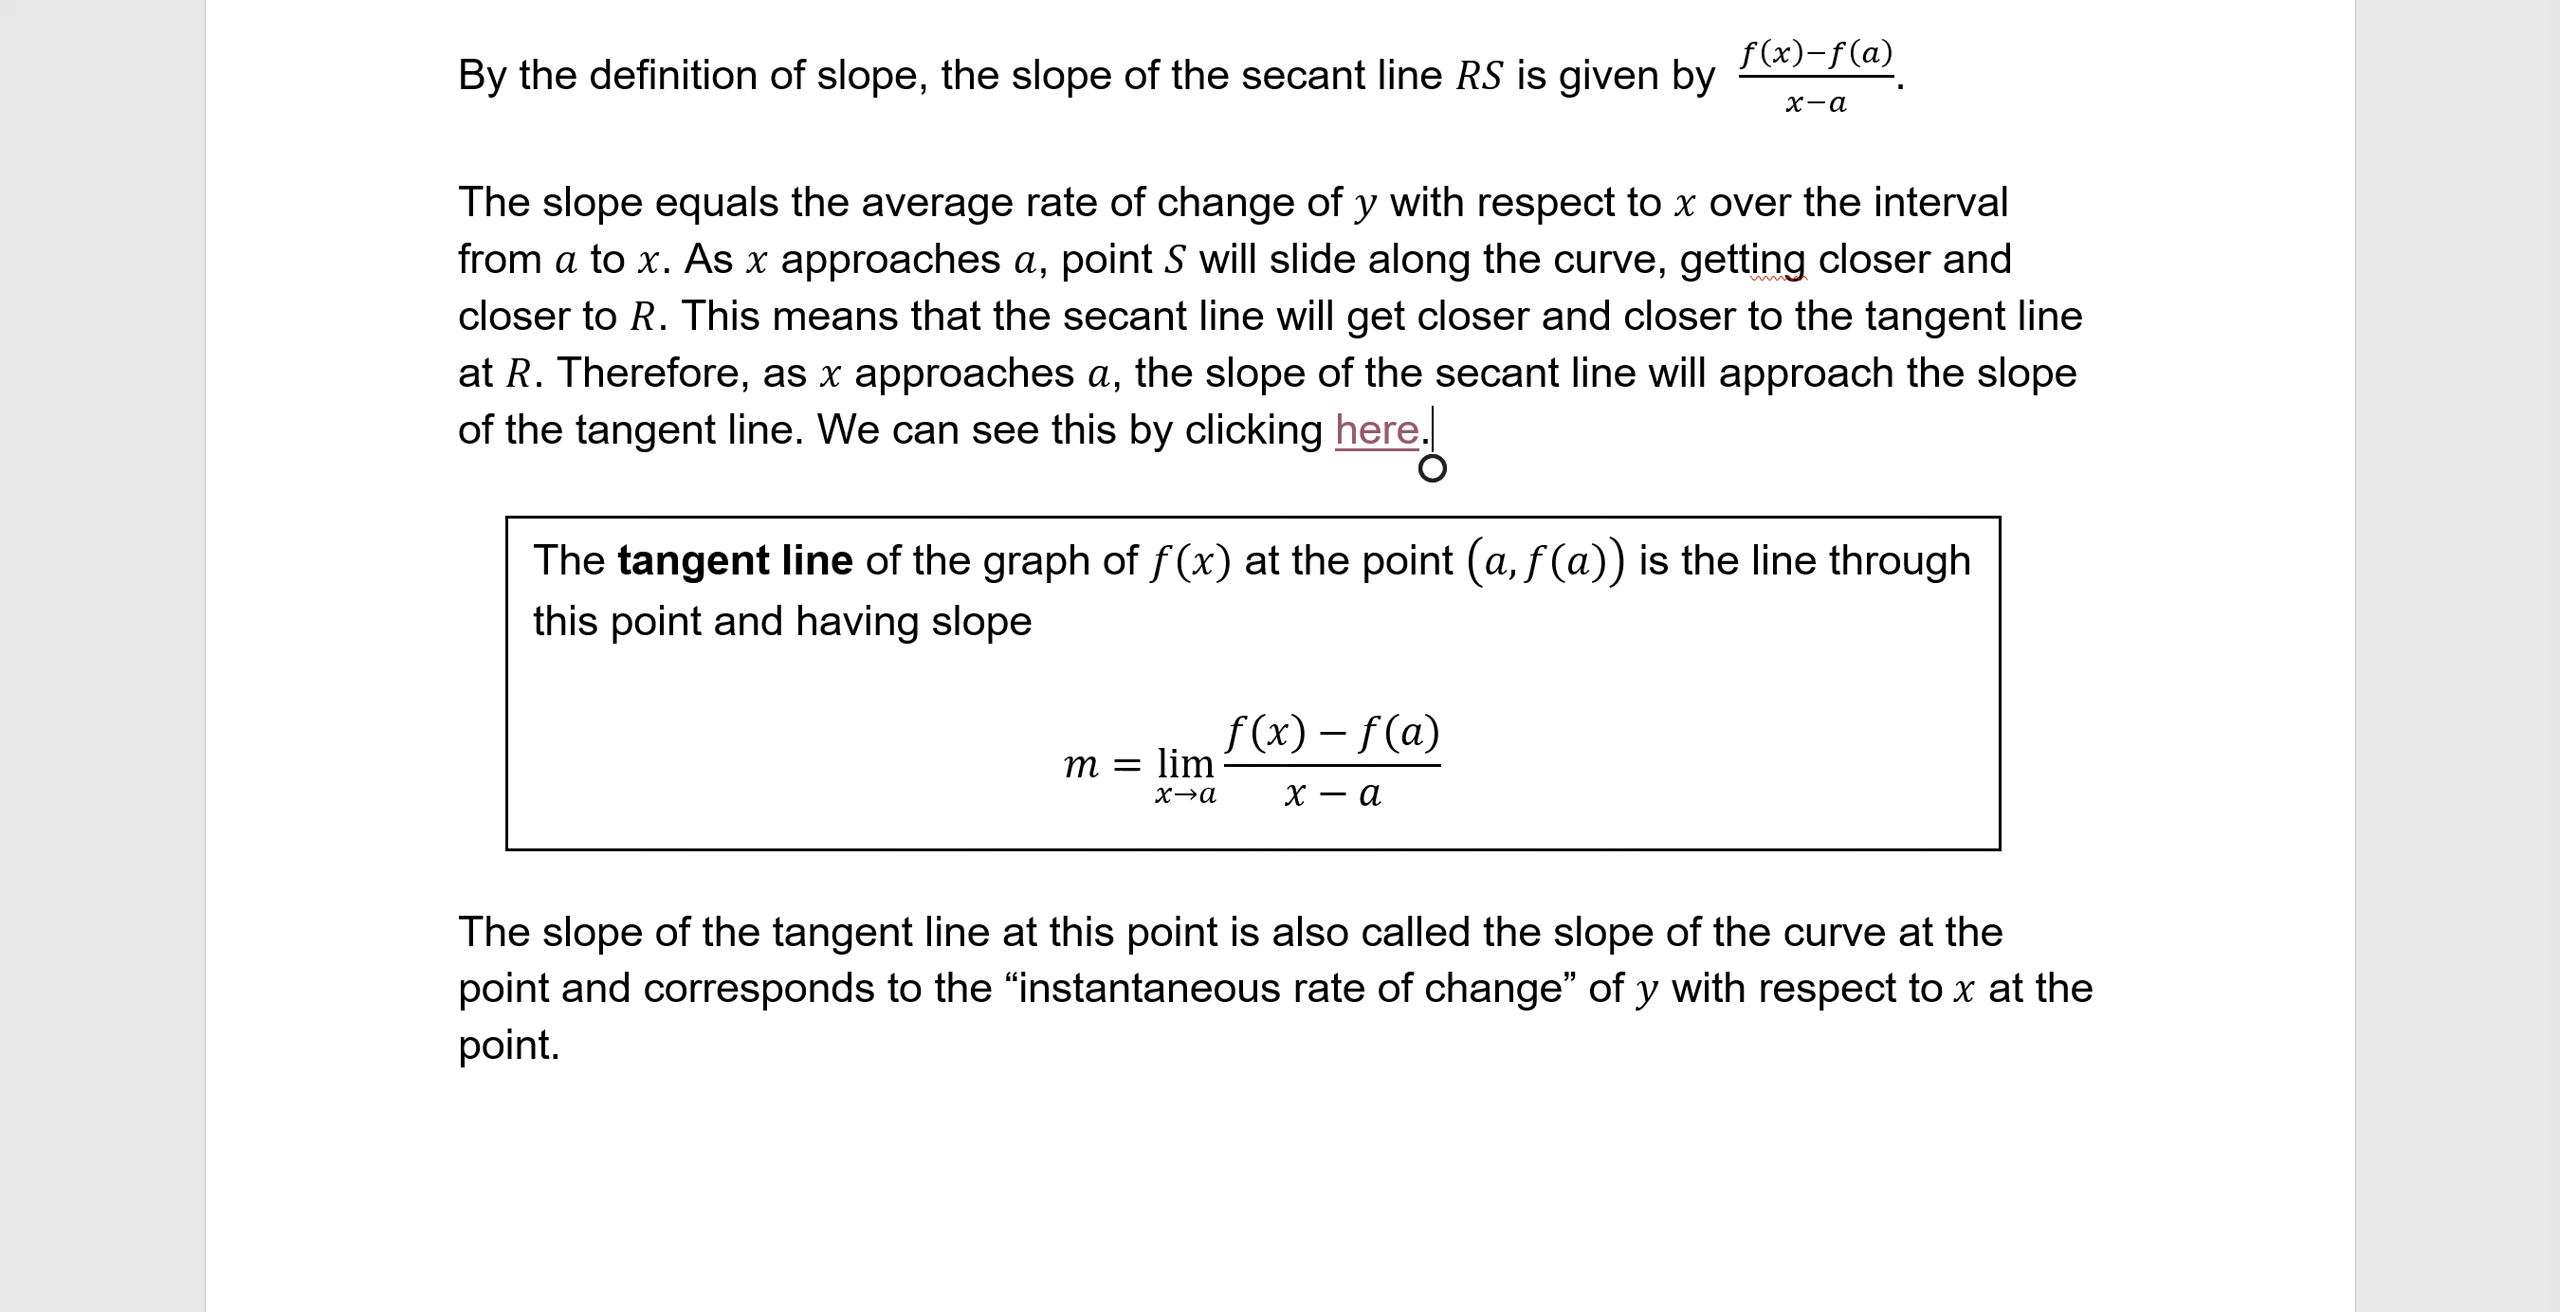 By the definition of slope, the slope of the secant line RS is given by f(x)−f(a) / x−a.
The slope equals the average rate of change of y with respect to x over the interval
from a to x. As x approaches a, point S will slide along the curve, getting closer and
closer to R. This means that the secant line will get closer and closer to the tangent line
at R. Therefore, as x approaches a, the slope of the secant line will approach the slope
of the tangent line. We can see this by clicking here.
The tangent line of the graph of f(x) at the point (a, f(a)) is the line through
this point and having slope
m = lim x→a f(x) − f(a) / x − a
The slope of the tangent line at this point is also called the slope of the curve at the
point and corresponds to the “instantaneous rate of change” of y with respect to x at the
point.